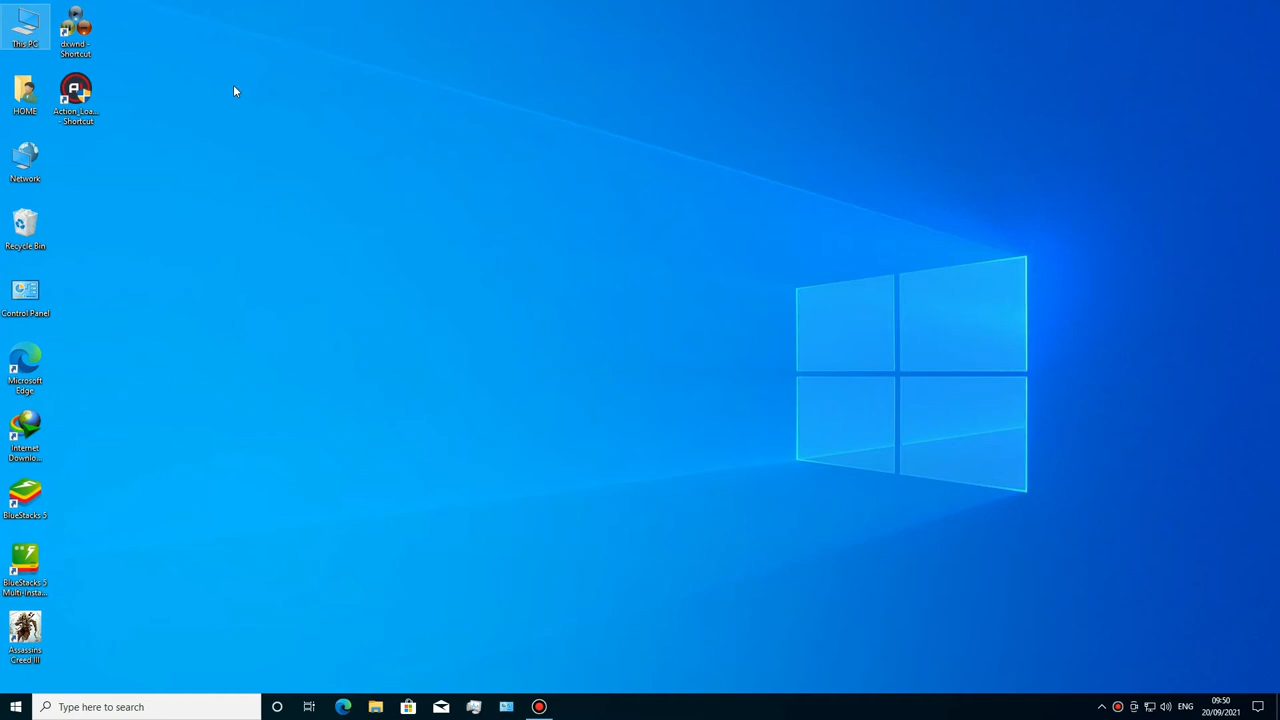 This PC
dxwnd -
Shortcut
HOME
Action_Loa...
- Shortcut
Network
Recycle Bin
Control Panel
Microsoft
Edge
Internet
Downlo...
BlueStacks 5
BlueStacks 5
Multi-Insta...
Assassins
Creed III
Type here to search
ENG
09:50
20/09/2021